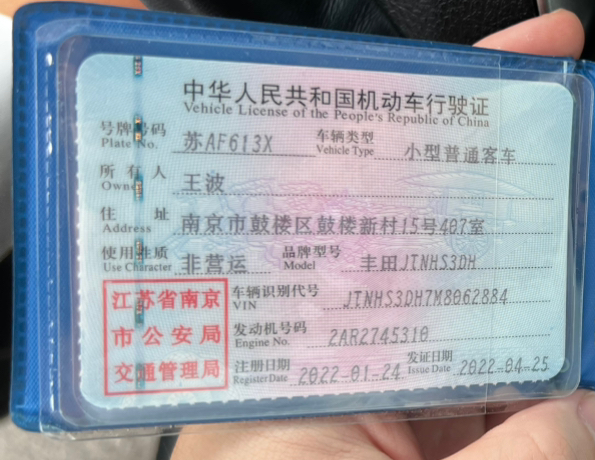 中华人民共和国机动车行驶证
Vehicle License of the People's Republic of China
号牌号码 苏AF613X 车辆类型 小型普通客车
Plate No. Vehicle Type
所有人 王波
Owner
住址 南京市鼓楼区鼓楼新村15号407室
Address
使用性质 非营运 品牌型号 丰田JTNHS3DH
Use Character Model
江苏省南京
市公安局
交通管理局
车辆识别代号 JTNHS3DH7M8062884
VIN
发动机号码 2AR2745310
Engine No.
注册日期 2022-01-24 发证日期 2022-04-25
Register Date Issue Date